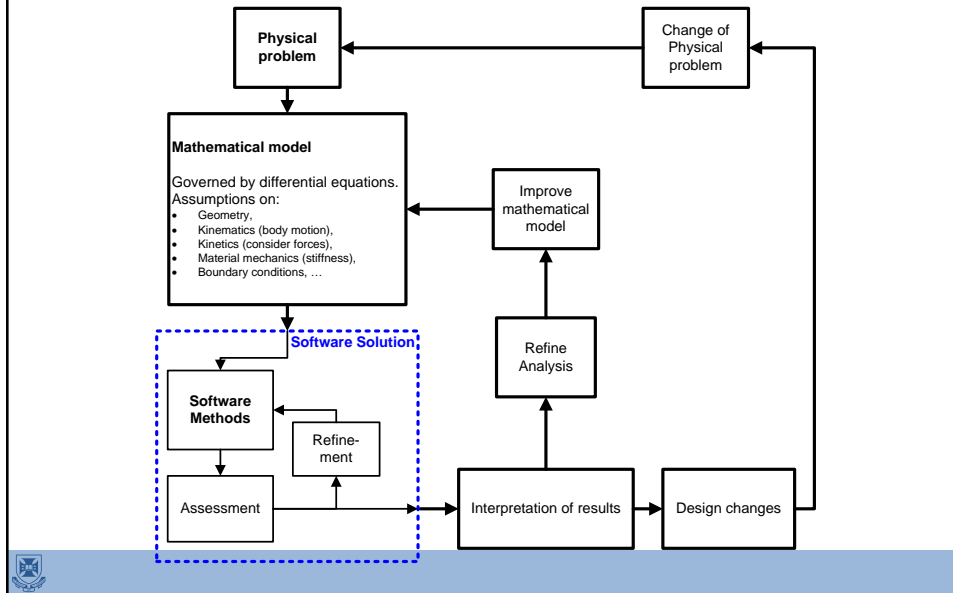 Physical
problem
Change of
Physical
problem
Mathematical model
Governed by differential equations.
Assumptions on:
• Geometry,
• Kinematics (body motion),
• Kinetics (consider forces),
• Material mechanics (stiffness),
• Boundary conditions, …
Improve
mathematical
model
Software Solution
Refine
Analysis
Software
Methods
Refine-
ment
Assessment
Interpretation of results
Design changes